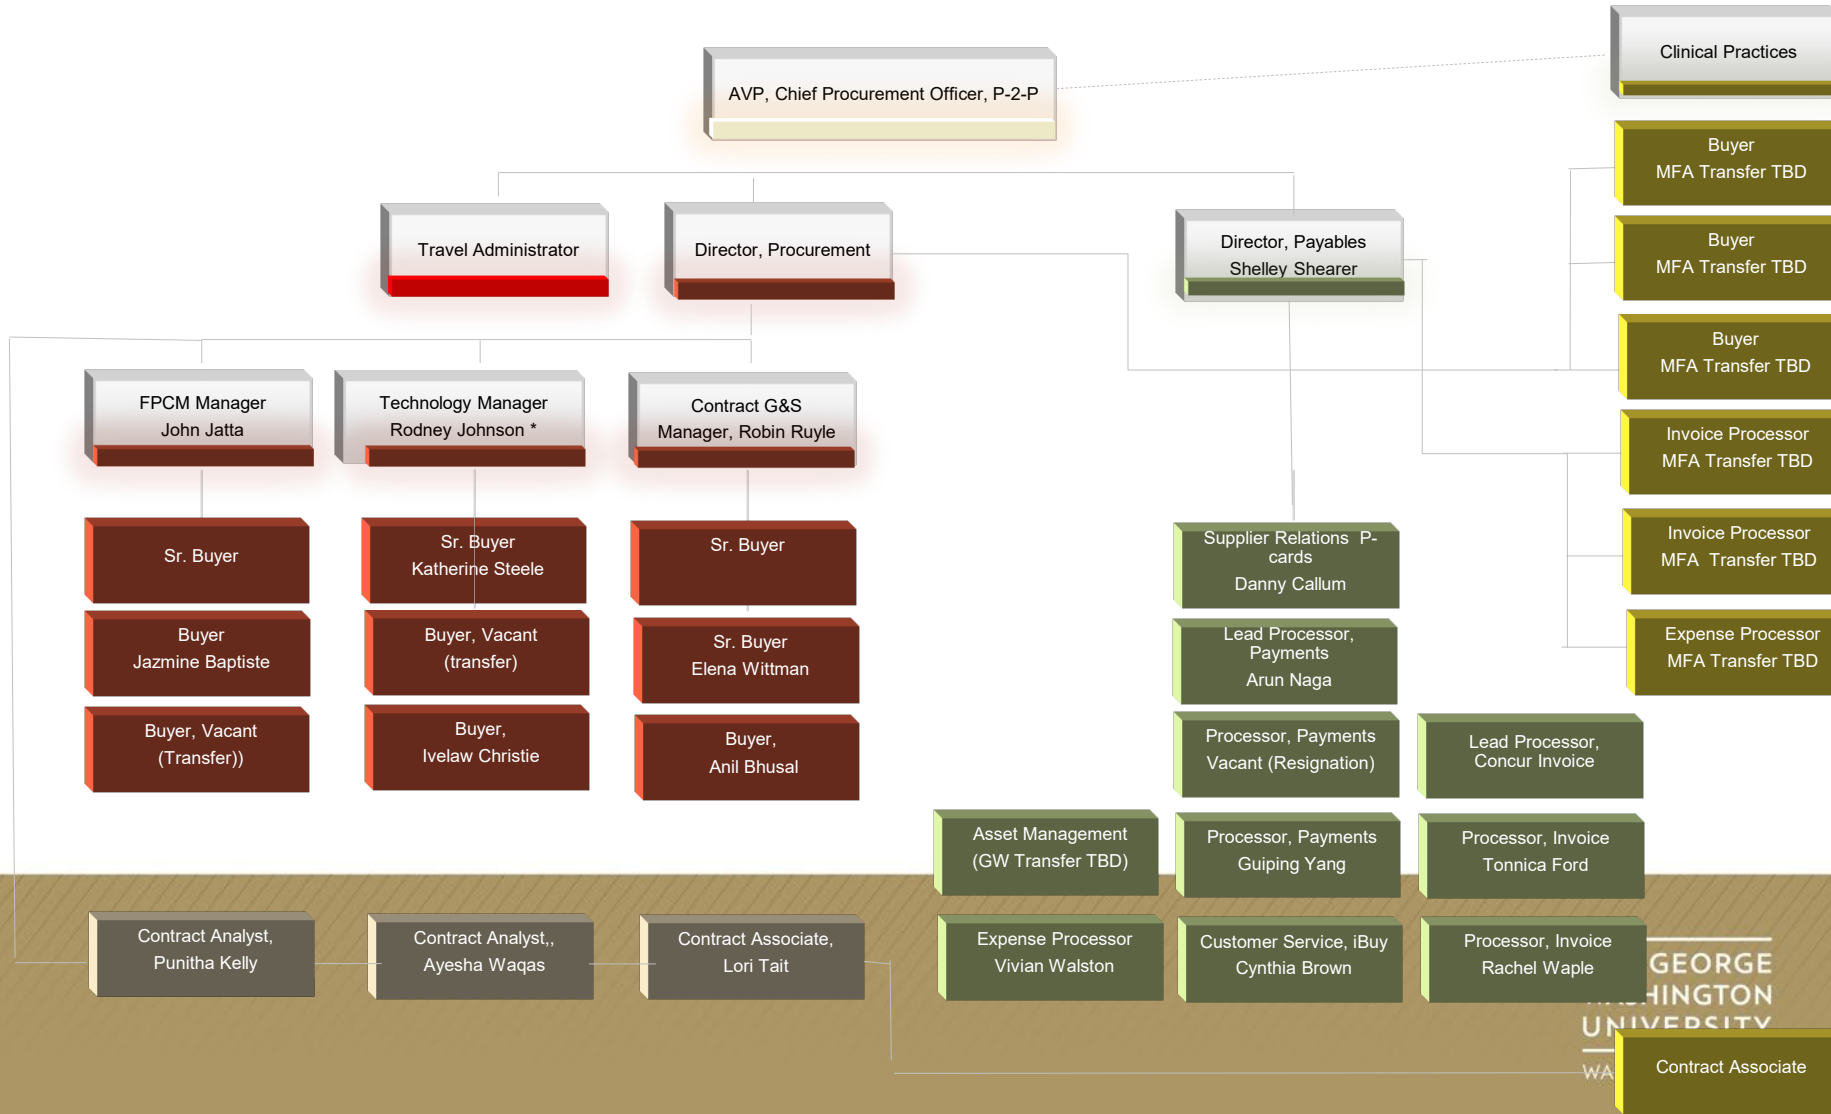 Clinical Practices
AVP, Chief Procurement Officer, P-2-P
Buyer
MFA Transfer TBD
Buyer
MFA Transfer TBD
Travel Administrator
Director, Procurement
Director, Payables
Shelley Shearer
Buyer
MFA Transfer TBD
FPCM Manager
John Jatta
Technology Manager
Rodney Johnson *
Contract G&S
Manager, Robin Ruyle
Invoice Processor
MFA Transfer TBD
Sr. Buyer
Sr. Buyer
Katherine Steele
Sr. Buyer
Supplier Relations  P-
cards
Danny Callum
Invoice Processor
MFA  Transfer TBD
Buyer
Jazmine Baptiste
Buyer, Vacant
(transfer)
Sr. Buyer
Elena Wittman
Lead Processor,
Payments
Arun Naga
Expense Processor
MFA Transfer TBD
Buyer, Vacant
(Transfer))
Buyer,
Ivelaw Christie
Buyer,
Anil Bhusal
Processor, Payments
Vacant (Resignation)
Lead Processor,
Concur Invoice
Asset Management
(GW Transfer TBD)
Processor, Payments
Guiping Yang
Processor, Invoice
Tonnica Ford
Contract Analyst,
Punitha Kelly
Contract Analyst,,
Ayesha Waqas
Contract Associate,
Lori Tait
Expense Processor
Vivian Walston
Customer Service, iBuy
Cynthia Brown
Processor, Invoice
Rachel Waple
GEORGE
WASHINGTON
UNIVERSITY
WA
Contract Associate